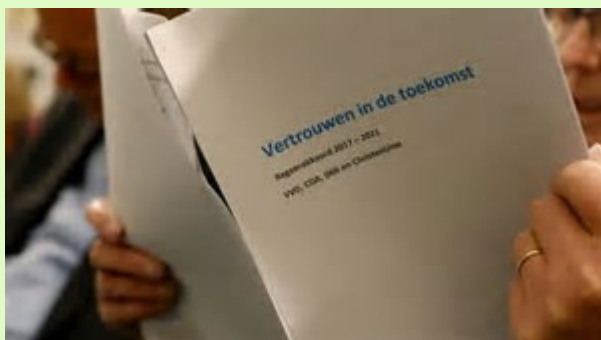 Vertrouwen in de toekomst
Regeerakkoord 2017 – 2021
VVD, CDA, D66 en ChristenUnie